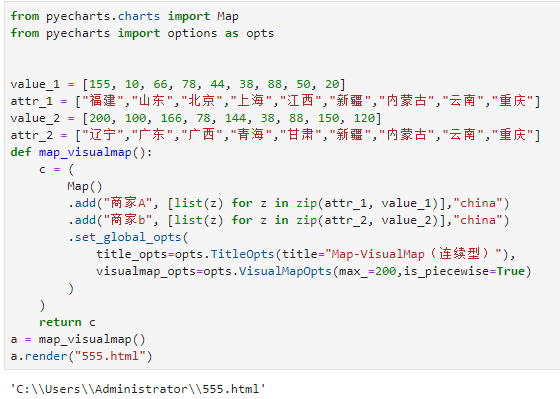 from pyecharts.charts import Map
from pyecharts import options as opts
value_1 = [155, 10, 66, 78, 44, 38, 88, 50, 20]
attr_1 = ["福建","山东","北京","上海","江西","新疆","内蒙古","云南","重庆"]
value_2 = [200, 100, 166, 78, 144, 38, 88, 150, 120]
attr_2 = ["辽宁","广东","广西","青海","甘肃","新疆","内蒙古","云南","重庆"]
def map_visualmap():
    c = (
        Map()
        .add("商家A", [list(z) for z in zip(attr_1, value_1)],"china")
        .add("商家b", [list(z) for z in zip(attr_2, value_2)],"china")
        .set_global_opts(
            title_opts=opts.TitleOpts(title="Map-VisualMap（连续型）"),
            visualmap_opts=opts.VisualMapOpts(max_=200,is_piecewise=True)
        )
    )
    return c
a = map_visualmap()
a.render("555.html")
'C:\\Users\\Administrator\\555.html'